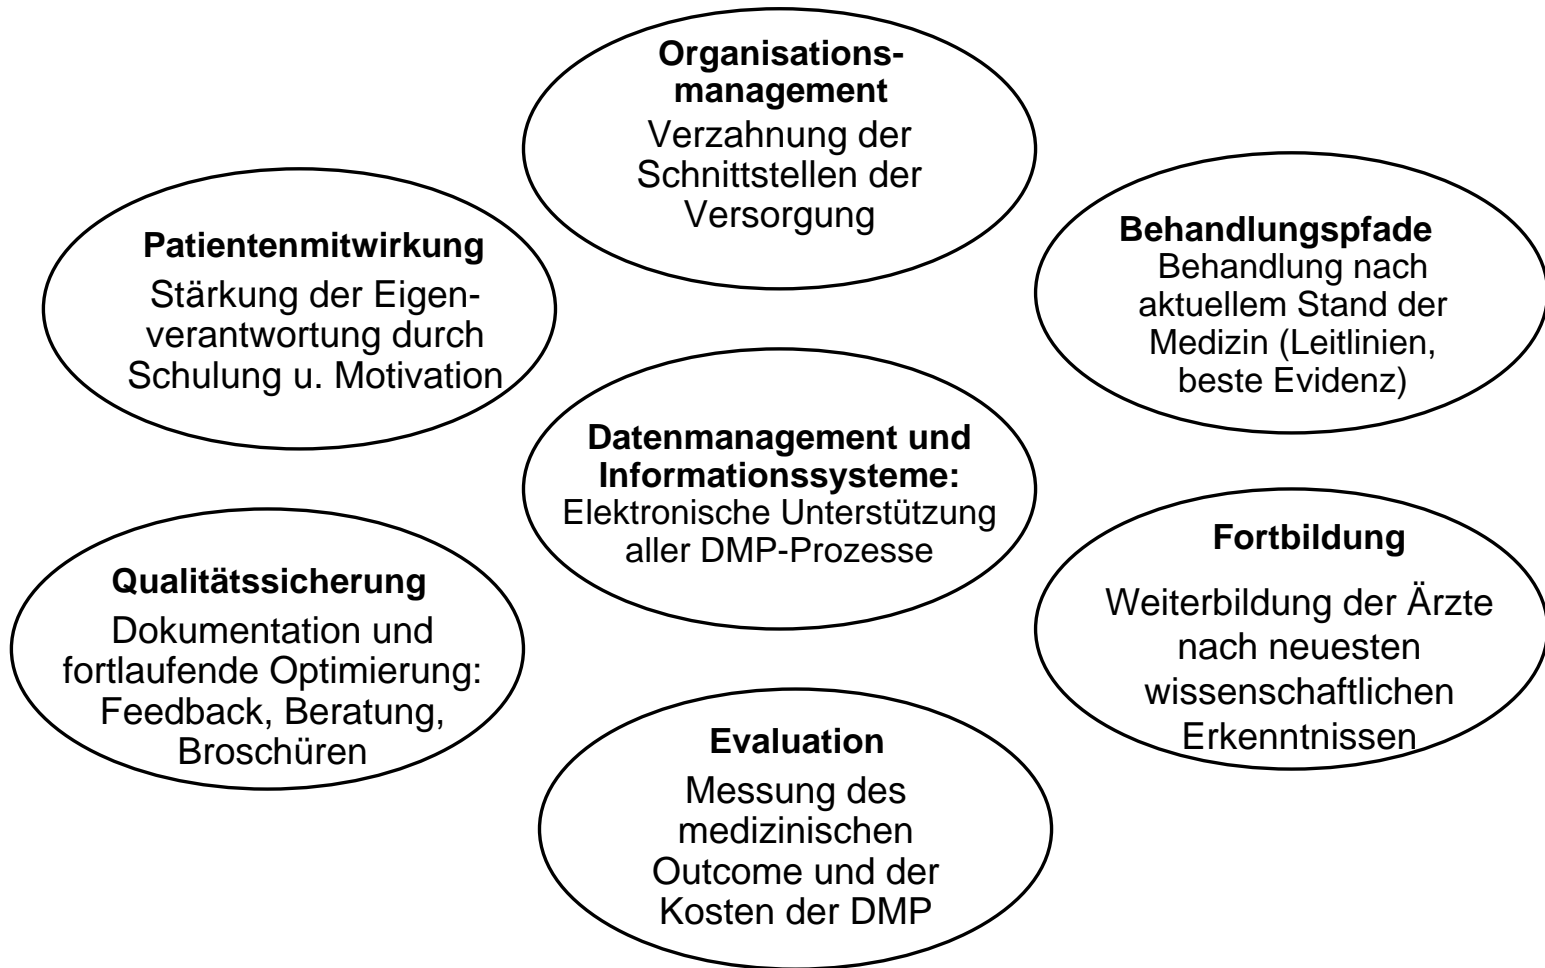 Organisations-
management
Verzahnung der
Schnittstellen der
Versorgung
Patientenmitwirkung
Stärkung der Eigen-
verantwortung durch
Schulung u. Motivation
Behandlungspfade
Behandlung nach
aktuellem Stand der
Medizin (Leitlinien,
beste Evidenz)
Datenmanagement und
Informationssysteme:
Elektronische Unterstützung
aller DMP-Prozesse
Qualitätssicherung
Dokumentation und
fortlaufende Optimierung:
Feedback, Beratung,
Broschüren
Fortbildung
Weiterbildung der Ärzte
nach neuesten
wissenschaftlichen
Erkenntnissen
Evaluation
Messung des
medizinischen
Outcome und der
Kosten der DMP